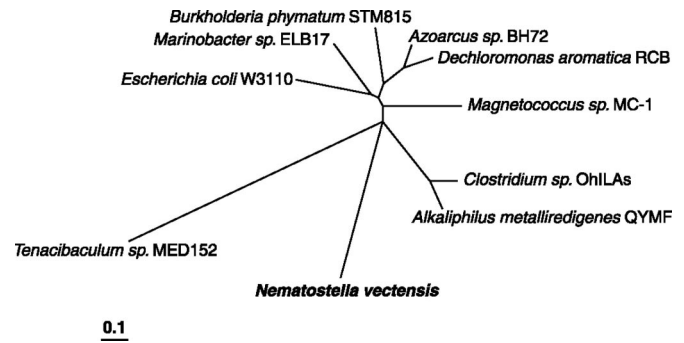 Burkholderia phymatum STM815
Marinobacter sp. ELB17
Azoarcus sp. BH72
Dechloromonas aromatica RCB
Escherichia coli W3110
Magnetococcus sp. MC-1
Clostridium sp. OhILAs
Alkaliphilus metalliredigenes QYMF
Tenacibaculum sp. MED152
Nematostella vectensis
0.1